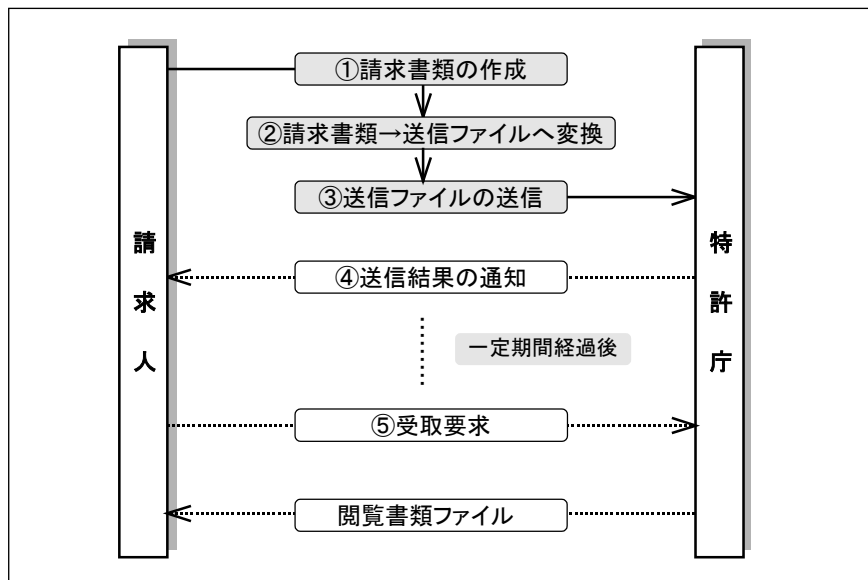 ①請求書類の作成
②請求書類→送信ファイルへ変換
③送信ファイルの送信
請求人
特許庁
④送信結果の通知
一定期間経過後
⑤受取要求
閲覧書類ファイル